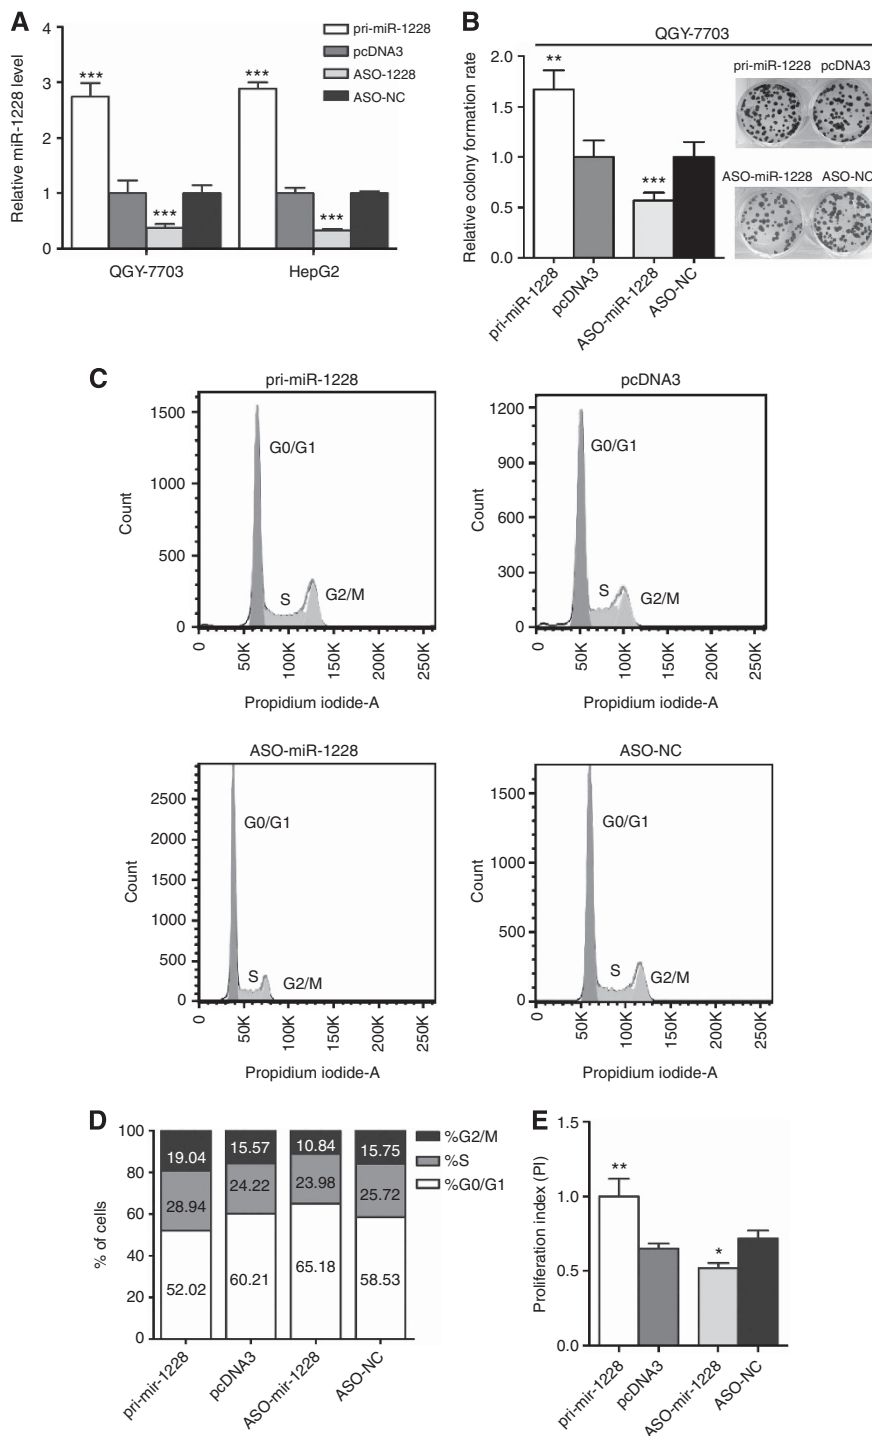 A
4
3
2
1
0
Relative miR-1228 level
***
***
***
***
pri-miR-1228
pcDNA3
ASO-1228
ASO-NC
QGY-7703
HepG2
B
QGY-7703
2.0
1.5
1.0
0.5
0.0
Relative colony formation rate
**
***
pri-miR-1228
pcDNA3
ASO-miR-1228
ASO-NC
pri-miR-1228 pcDNA3
ASO-miR-1228 ASO-NC
C
pri-miR-1228
1500
1000
500
0
Count
G0/G1
S
G2/M
0 50K 100K 150K 200K 250K
Propidium iodide-A
pcDNA3
1200
900
600
300
0
Count
G0/G1
S
G2/M
0 50K 100K 150K 200K 250K
Propidium iodide-A
ASO-miR-1228
2500
2000
1500
1000
500
0
Count
G0/G1
S
G2/M
0 50K 100K 150K 200K 250K
Propidium iodide-A
ASO-NC
1500
1000
500
0
Count
G0/G1
S
G2/M
0 50K 100K 150K 200K 250K
Propidium iodide-A
D
100
80
60
40
20
0
% of cells
19.04 15.57 10.84 15.75
28.94 24.22 23.98 25.72
52.02 60.21 65.18 58.53
%G2/M
%S
%G0/G1
pri-mir-1228
pcDNA3
ASO-mir-1228
ASO-NC
E
1.5
1.0
0.5
0.0
Proliferation index (PI)
**
*
pri-mir-1228
pcDNA3
ASO-mir-1228
ASO-NC